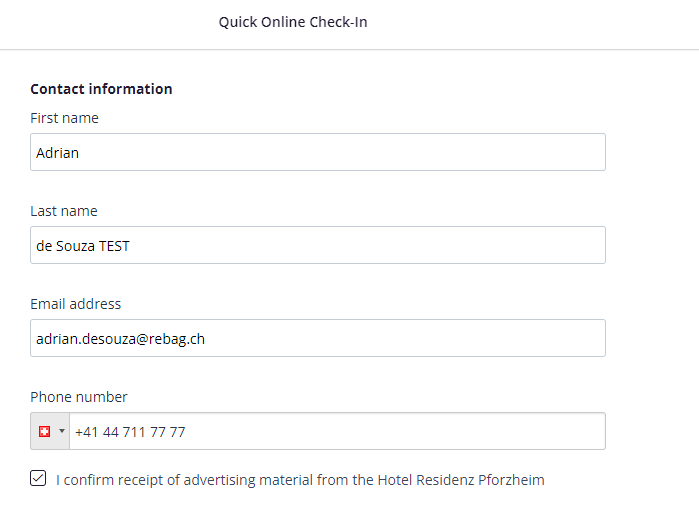 Quick Online Check-In
Contact information
First name
Adrian
Last name
de Souza TEST
Email address
adrian.desouza@rebag.ch
Phone number
+41 44 711 77 77
I confirm receipt of advertising material from the Hotel Residenz Pforzheim